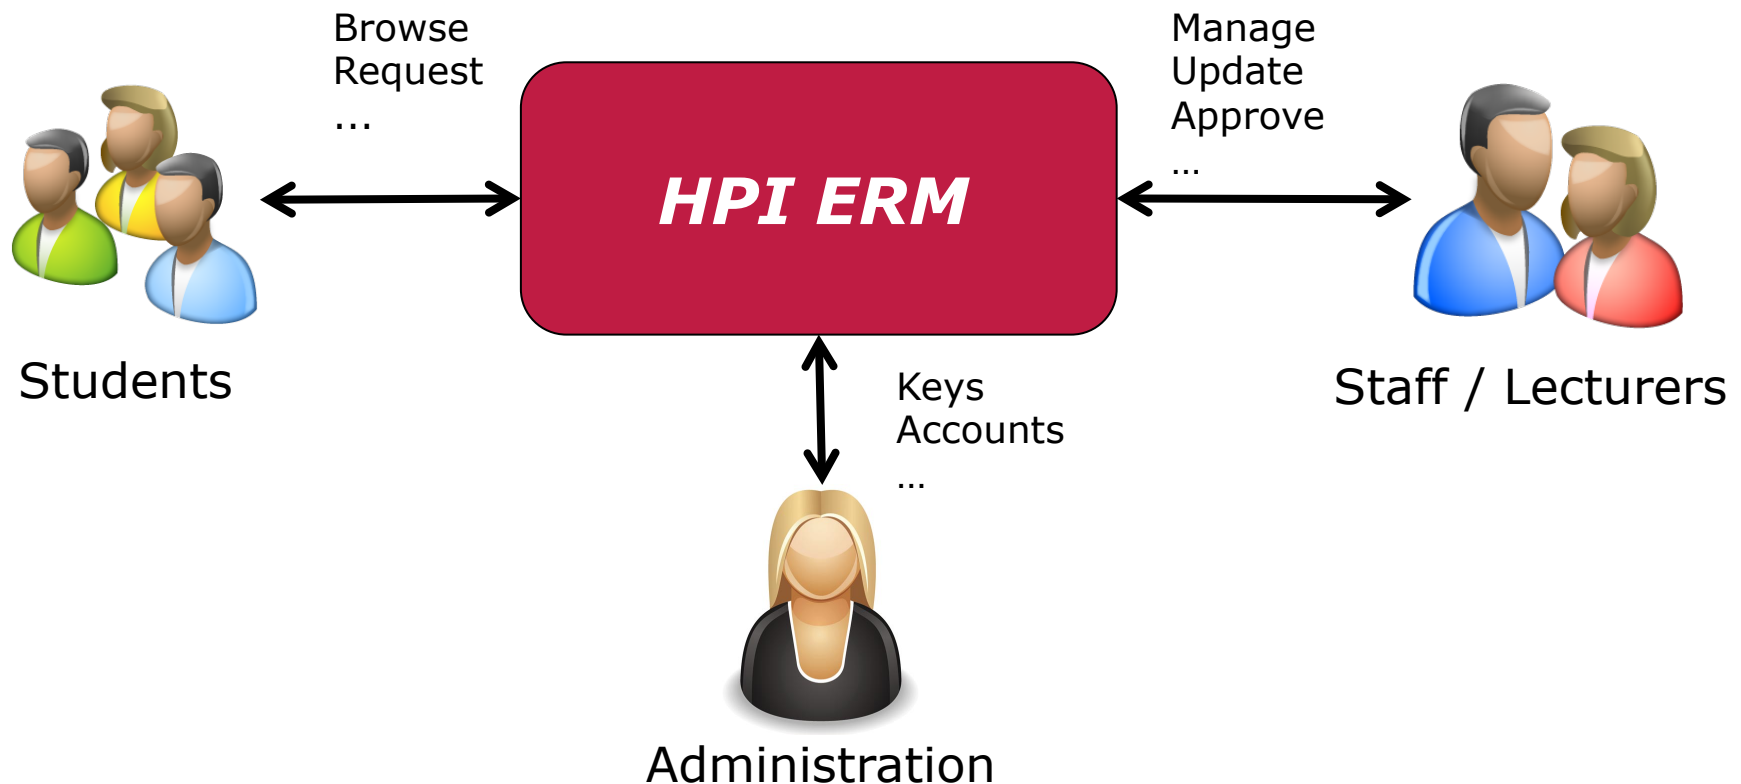 Browse
Request
...
HPI ERM
Manage
Update
Approve
...
Students
Keys
Accounts
...
Staff / Lecturers
Administration